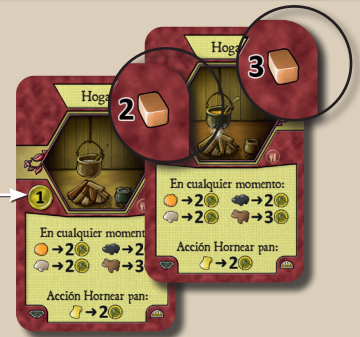 2
Hoga
1
En cualquier moment
→2 →2
→2 →3
Acción Hornear pan:
→2
3
Hoga
En cualquier momento:
→2 →2
→2 →3
Acción Hornear pan:
→2